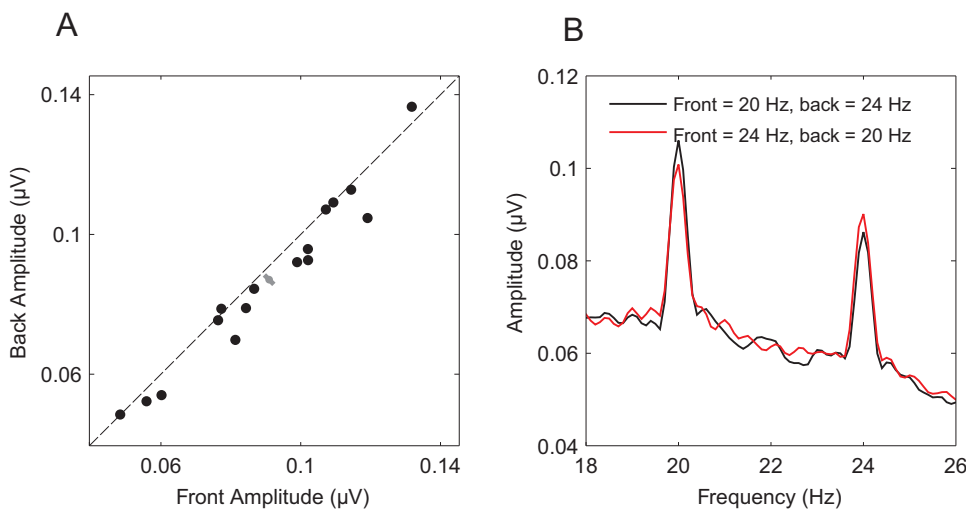 A
B
0.14
0.1
0.06
Back Amplitude (µV)
0.06
0.1
0.14
Front Amplitude (µV)
0.12
0.1
0.08
0.06
0.04
Amplitude (µV)
Front = 20 Hz, back = 24 Hz
Front = 24 Hz, back = 20 Hz
18
20
22
24
26
Frequency (Hz)